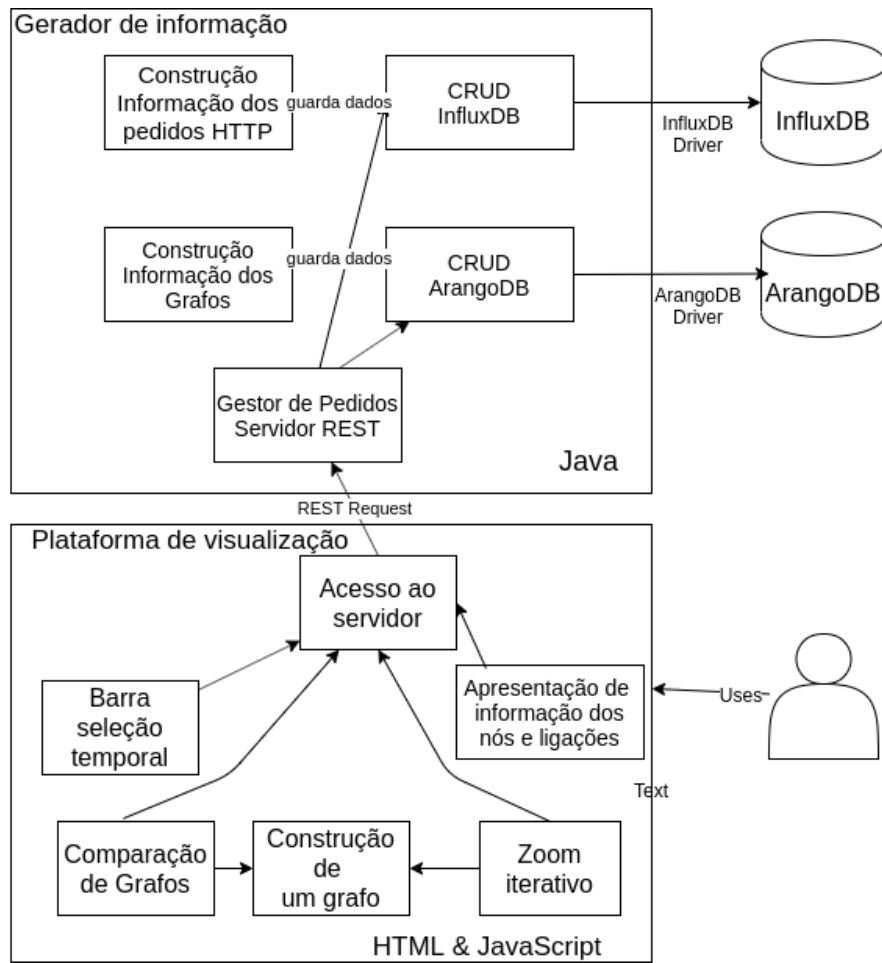 Gerador de informação
Construção
Informação dos
pedidos HTTP
guarda dados
CRUD
InfluxDB
InfluxDB
Driver
InfluxDB
Construção
Informação dos
Grafos
guarda dados
CRUD
ArangoDB
ArangoDB
Driver
ArangoDB
Gestor de Pedidos
Servidor REST
Java
REST Request
Plataforma de visualização
Acesso ao
servidor
Barra
seleção
temporal
Apresentação de
informação dos
nós e ligações
Uses
Text
Comparação
de Grafos
Construção
de
um grafo
Zoom
iterativo
HTML & JavaScript